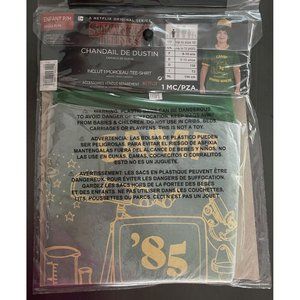 ENFANT P/M
A NETFLIX ORIGINAL SERIES
STRANGER THINGS
CHANDAIL DE DUSTIN
INCLUT 1 MORCEAU: TEE-SHIRT
1 MC/PZA.
WARNING: PLASTIC BAGS CAN BE DANGEROUS.
TO AVOID DANGER OF SUFFOCATION, KEEP BAGS AWAY
FROM BABIES & CHILDREN. DO NOT USE IN CRIBS, BEDS,
CARRIAGES OR PLAYPENS. THIS IS NOT A TOY.
ADVERTENCIA: LAS BOLSAS DE PLÁSTICO PUEDEN
SER PELIGROSAS. PARA EVITAR EL RIESGO DE ASFIXIA
MANTÉNGALAS FUERA DEL ALCANCE DE BEBÉS Y NIÑOS. NO
LAS USE EN CUNAS, CAMAS, COCHECITOS O CORRALITOS.
ESTO NO ES UN JUGUETE.
AVERTISSEMENT: LES SACS EN PLASTIQUE PEUVENT ÊTRE
DANGEREUX. POUR ÉVITER LES DANGERS DE SUFFOCATION,
GARDEZ LES SACS HORS DE LA PORTÉE DES BÉBÉS
ET DES ENFANTS. NE PAS UTILISER DANS LES COUCHETTES,
LITS, POUSSETTES OU PARCS. CECI N'EST PAS UN JOUET.
'85